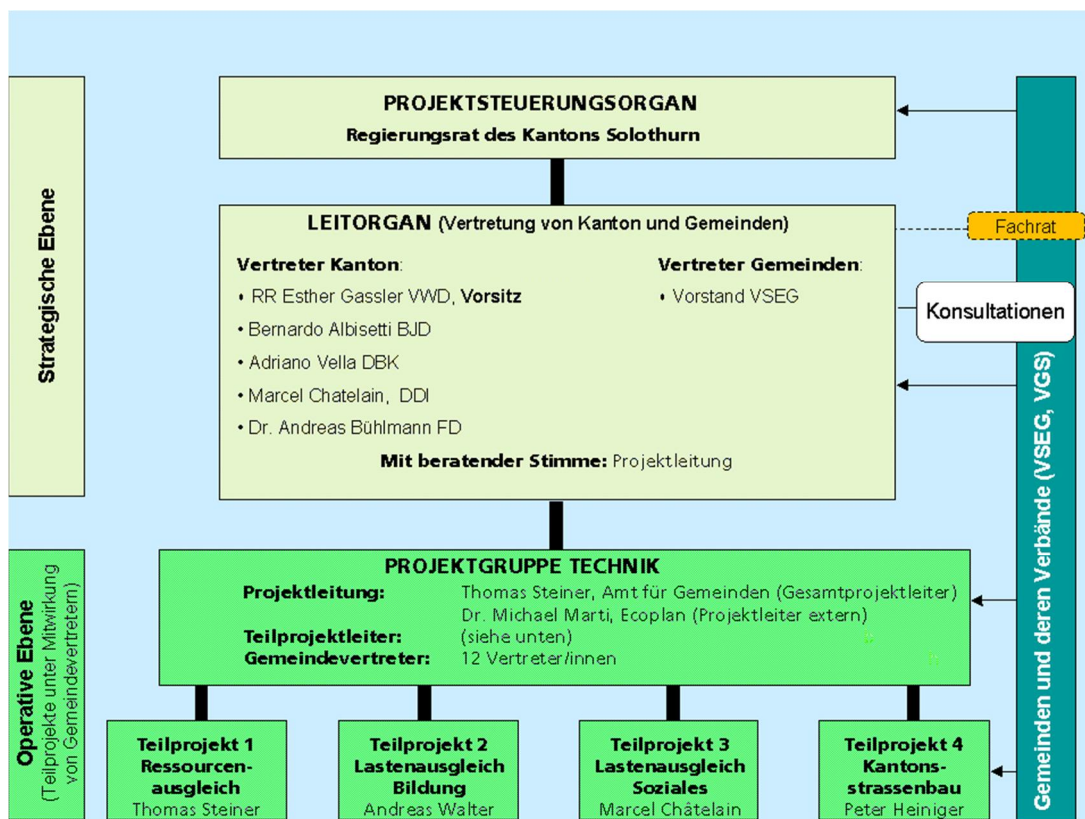 PROJEKTSTEUERUNGSORGAN
Regierungsrat des Kantons Solothurn
Strategische Ebene
LEITORGAN (Vertretung von Kanton und Gemeinden)
Vertreter Kanton:
• RR Esther Gassler VWD, Vorsitz
• Bernardo Albisetti BJD
• Adriano Vella DBK
• Marcel Chatelain, DDI
• Dr. Andreas Bühlmann FD
Vertreter Gemeinden:
• Vorstand VSEG
Mit beratender Stimme: Projektleitung
Fachrat
Konsultationen
Gemeinden und deren Verbände (VSEG, VGS)
Operative Ebene
(Teilprojekte unter Mitwirkung
von Gemeindevertretern)
PROJEKTGRUPPE TECHNIK
Projektleitung: Thomas Steiner, Amt für Gemeinden (Gesamtprojektleiter)
Dr. Michael Marti, Ecoplan (Projektleiter extern)
Teilprojektleiter: (siehe unten)
Gemeindevertreter: 12 Vertreter/innen
Teilprojekt 1
Ressourcen-
ausgleich
Thomas Steiner
Teilprojekt 2
Lastenausgleich
Bildung
Andreas Walter
Teilprojekt 3
Lastenausgleich
Soziales
Marcel Châtelain
Teilprojekt 4
Kantons-
strassenbau
Peter Heiniger